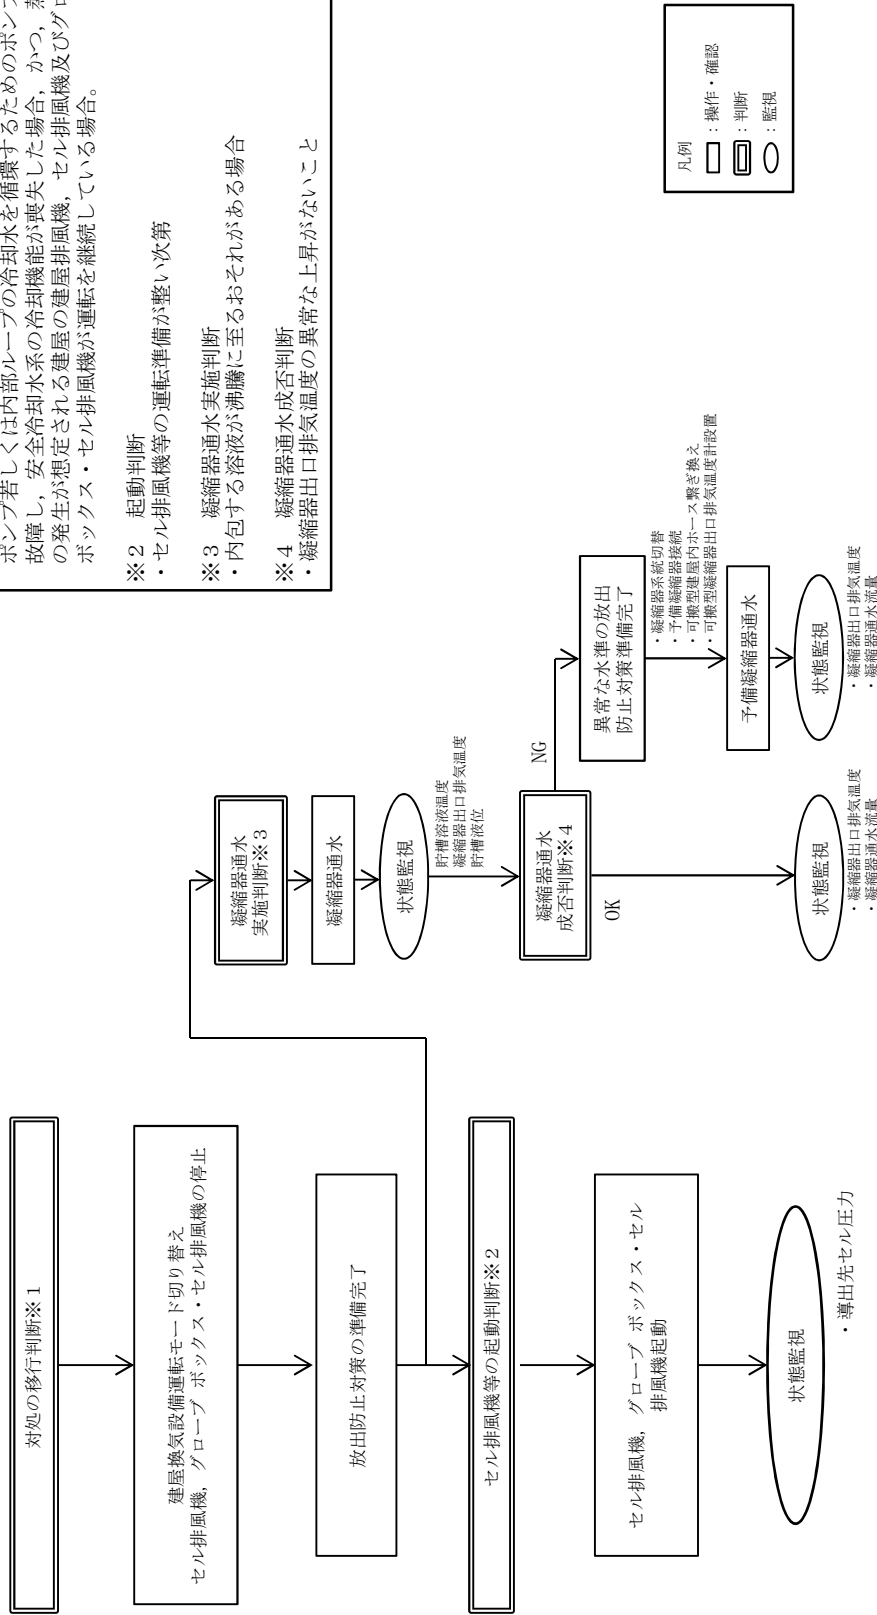 対処の移行判断※1
建屋換気設備運転モード切り替え
セル排風機，グローブ ボックス・セル排風機の停止
放出防止対策の準備完了
セル排風機等の起動判断※2
セル排風機， グローブ ボックス・セル
排風機起動
状態監視
・導出先セル圧力
凝縮器通水
実施判断※3
凝縮器通水
状態監視
貯槽溶液温度
凝縮器出口排気温度
貯槽液位
凝縮器通水
成否判断※4
OK
NG
状態監視
・凝縮器出口排気温度
・凝縮器通水流量
異常な水準の放出
防止対策準備完了
・凝縮器系統切替
・予備凝縮器接続
・可搬型建屋内ホース繋ぎ換え
・可搬型凝縮器出口排気温度計設置
予備凝縮器通水
状態監視
・凝縮器出口排気温度
・凝縮器通水流量
ポンプ若しくは内部ループの冷却水を循環するためのポンプ
故障し，安全冷却水系の冷却機能が喪失した場合，かつ，蒸
の発生が想定される建屋の建屋排風機，セル排風機及びグロ
ボックス・セル排風機が運転を継続している場合。
※2 起動判断
・セル排風機等の運転準備が整い次第
※3 凝縮器通水実施判断
・内包する溶液が沸騰に至るおそれがある場合
※4 凝縮器通水成否判断
・凝縮器出口排気温度の異常な上昇がないこと
凡例
：操作・確認
：判断
：監視